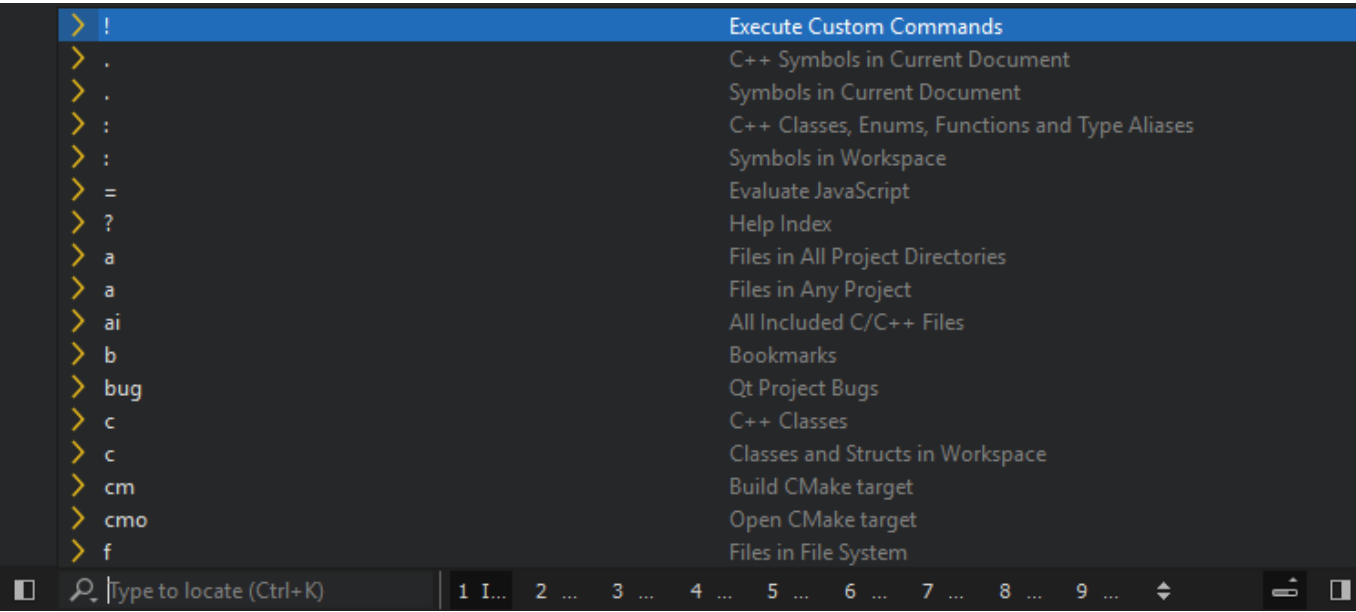 ! Execute Custom Commands
. C++ Symbols in Current Document
. Symbols in Current Document
: C++ Classes, Enums, Functions and Type Aliases
: Symbols in Workspace
= Evaluate JavaScript
? Help Index
a Files in All Project Directories
a Files in Any Project
ai All Included C/C++ Files
b Bookmarks
bug Qt Project Bugs
c C++ Classes
c Classes and Structs in Workspace
cm Build CMake target
cmo Open CMake target
f Files in File System
Type to locate (Ctrl+K) 1 I... 2 ... 3 ... 4 ... 5 ... 6 ... 7 ... 8 ... 9 ...